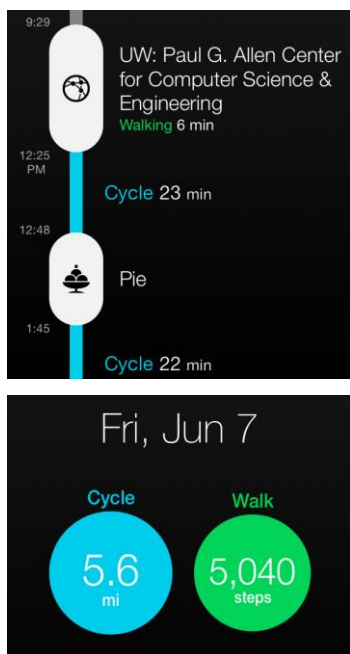 9:29
UW: Paul G. Allen Center
for Computer Science &
Engineering
Walking 6 min
12:25
PM
Cycle 23 min
12:48
Pie
1:45
Cycle 22 min
Fri, Jun 7
Cycle
5.6
mi
Walk
5,040
steps